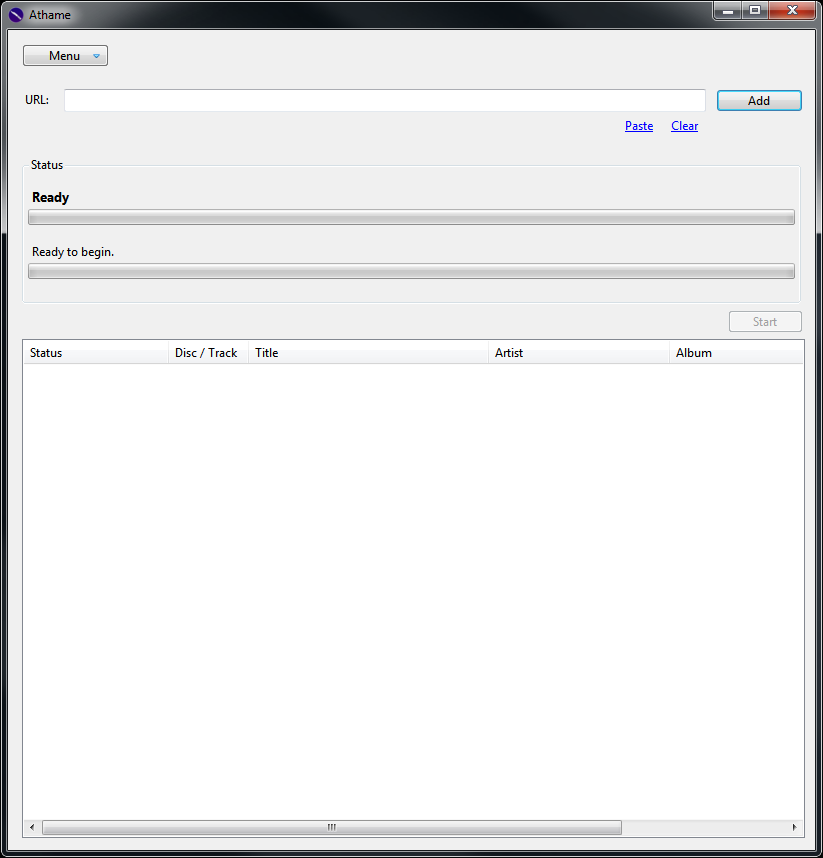 Athame
Menu
URL:
Add
Paste Clear
Status
Ready
Ready to begin.
Start
Status Disc / Track Title Artist Album